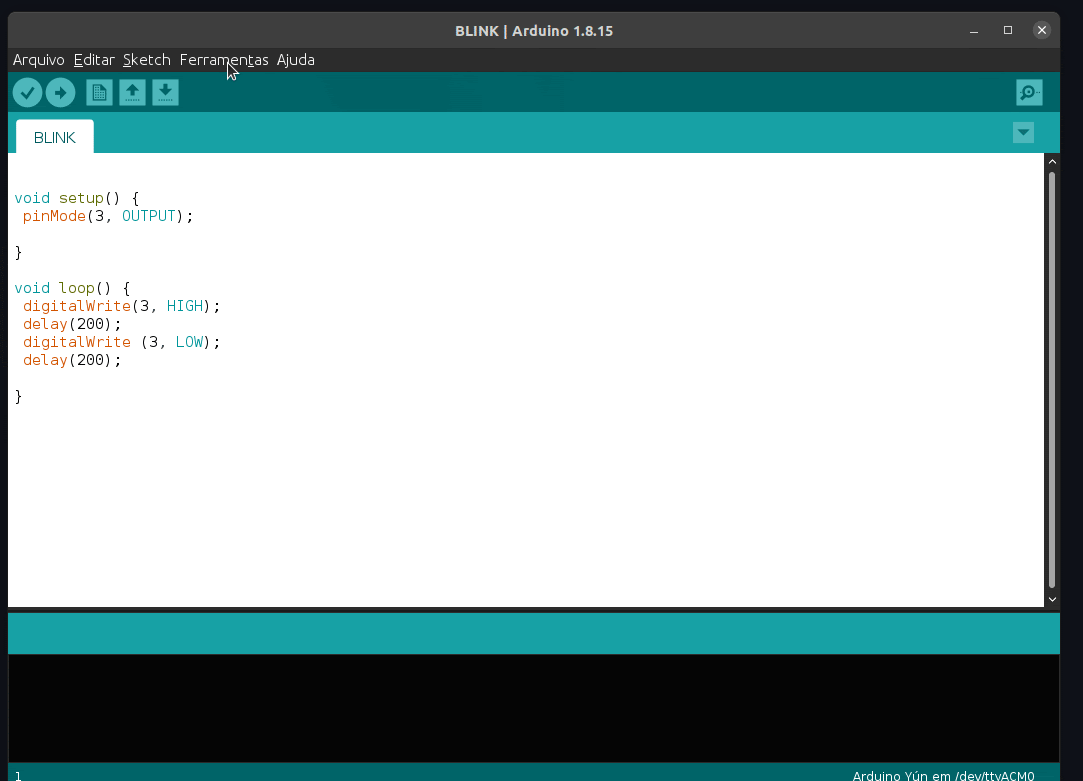 BLINK | Arduino 1.8.15
Arquivo Editar Sketch Ferramentas Ajuda
BLINK
void setup() {
 pinMode(3, OUTPUT);
}
void loop() {
 digitalWrite(3, HIGH);
 delay(200);
 digitalWrite (3, LOW);
 delay(200);
}
1 Arduino Yún em /dev/ttyACM0